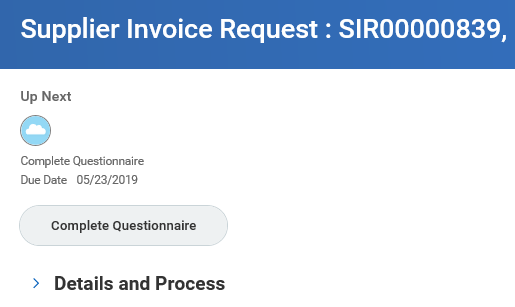 Supplier Invoice Request : SIR00000839,
Up Next
Complete Questionnaire
Due Date 05/23/2019
Complete Questionnaire
Details and Process